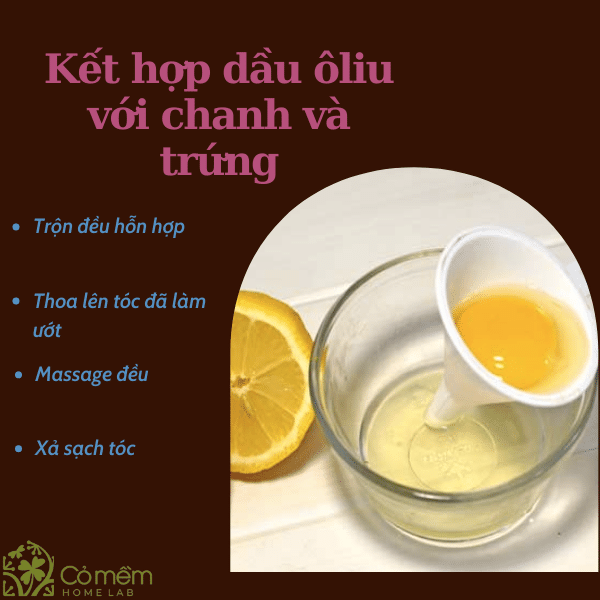 Kết hợp dầu ôliu
với chanh và
trứng
Trộn đều hỗn hợp
Thoa lên tóc đã làm
ướt
Massage đều
Xả sạch tóc
Cỏ mềm
HOME LAB